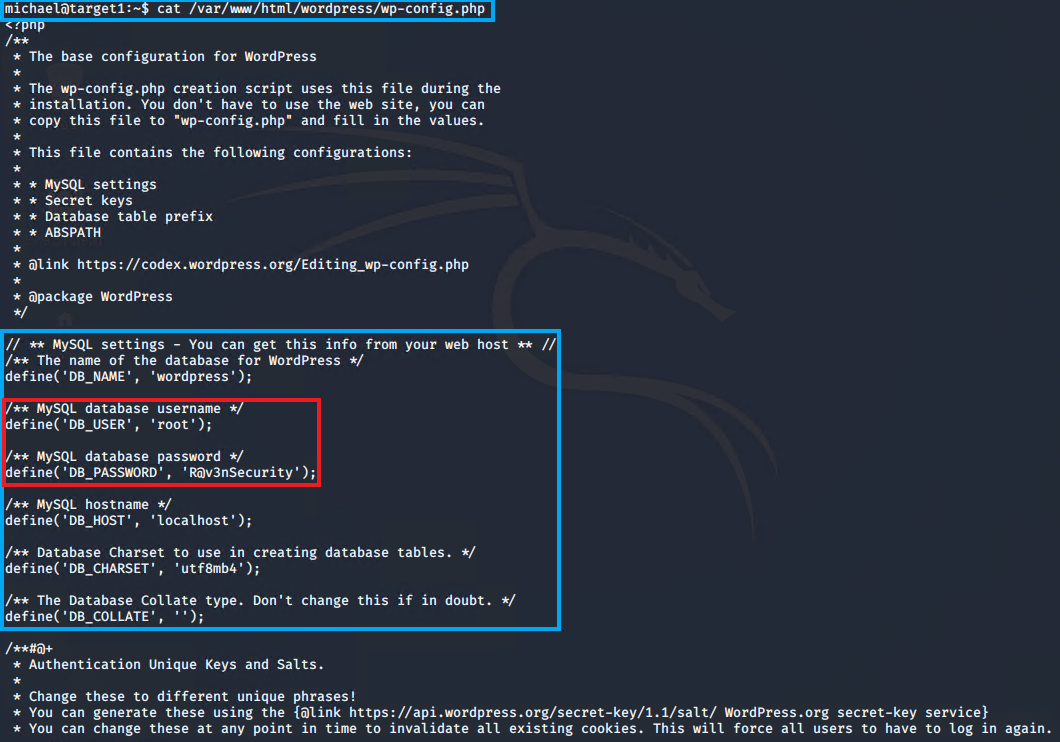 michael@target1:~$ cat /var/www/html/wordpress/wp-config.php
<?php
/**
 * The base configuration for WordPress
 *
 * The wp-config.php creation script uses this file during the
 * installation. You don't have to use the web site, you can
 * copy this file to "wp-config.php" and fill in the values.
 *
 * This file contains the following configurations:
 *
 * * MySQL settings
 * * Secret keys
 * * Database table prefix
 * * ABSPATH
 *
 * @link https://codex.wordpress.org/Editing_wp-config.php
 *
 * @package WordPress
 */

// ** MySQL settings - You can get this info from your web host ** //
/** The name of the database for WordPress */
define('DB_NAME', 'wordpress');

/** MySQL database username */
define('DB_USER', 'root');

/** MySQL database password */
define('DB_PASSWORD', 'R@v3nSecurity');

/** MySQL hostname */
define('DB_HOST', 'localhost');

/** Database Charset to use in creating database tables. */
define('DB_CHARSET', 'utf8mb4');

/** The Database Collate type. Don't change this if in doubt. */
define('DB_COLLATE', '');

/**#@+
 * Authentication Unique Keys and Salts.
 *
 * Change these to different unique phrases!
 * You can generate these using the {@link https://api.wordpress.org/secret-key/1.1/salt/ WordPress.org secret-key service}
 * You can change these at any point in time to invalidate all existing cookies. This will force all users to have to log in again.